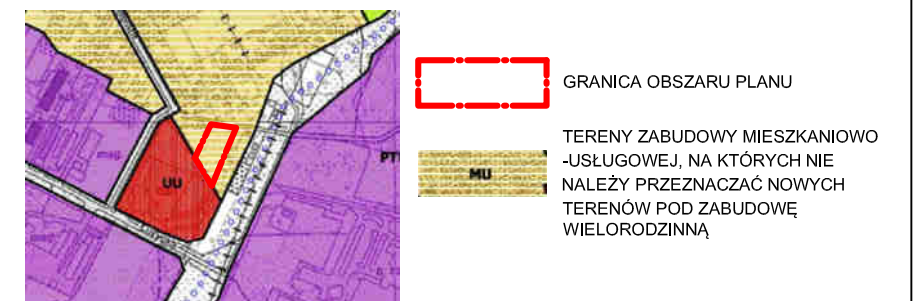 UU
GRANICA OBSZARU PLANU
MU
TERENY ZABUDOWY MIESZKANIOWO
-USŁUGOWEJ, NA KTÓRYCH NIE
NALEŻY PRZEZNACZAĆ NOWYCH
TERENÓW POD ZABUDOWĘ
WIELORODZINNĄ